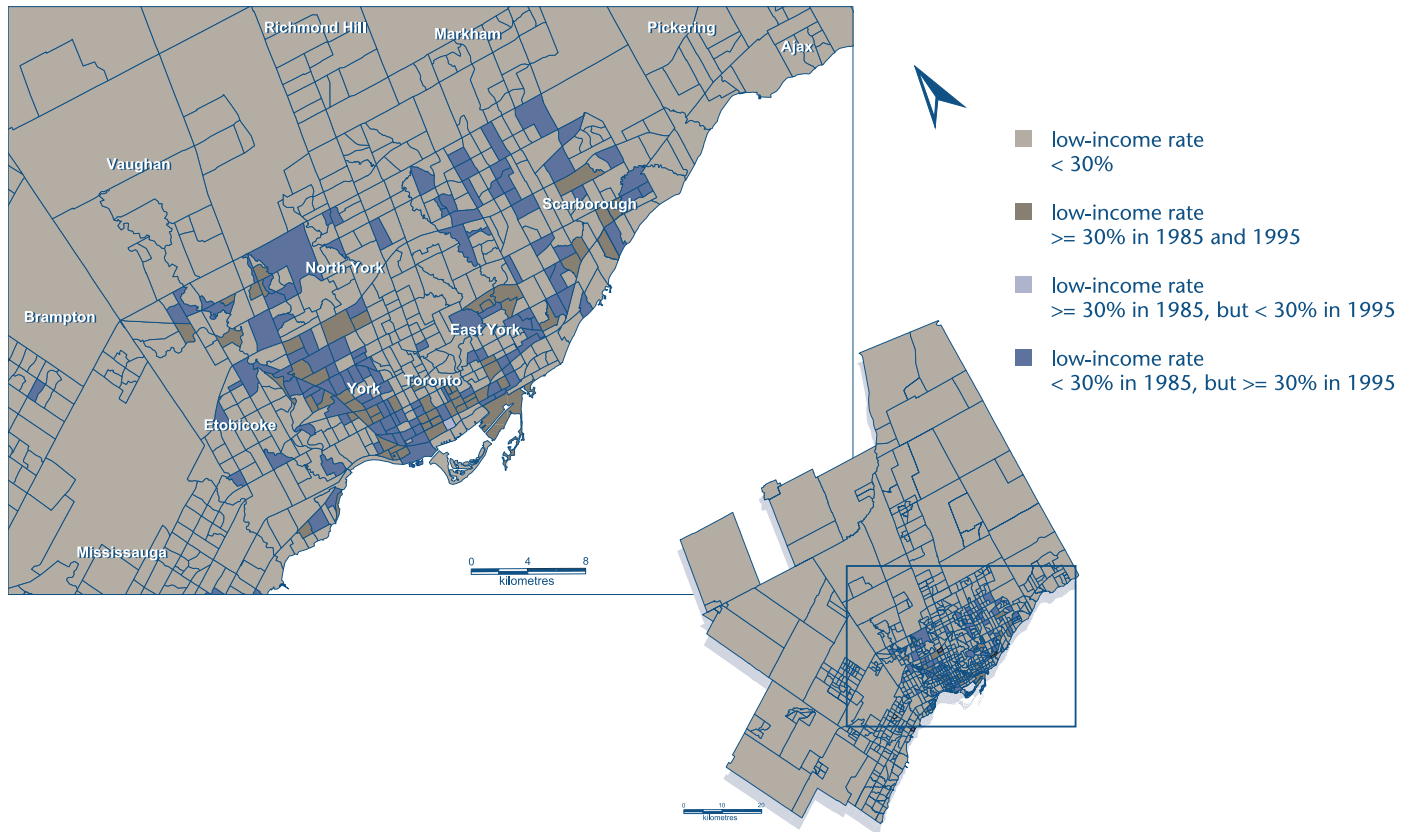 Richmond Hill
Markham
Pickering
Ajax
Vaughan
Scarborough
North York
Brampton
East York
York
Toronto
Etobicoke
Mississauga
0 4 8
kilometres
low-income rate
< 30%
low-income rate
>= 30% in 1985 and 1995
low-income rate
>= 30% in 1985, but < 30% in 1995
low-income rate
< 30% in 1985, but >= 30% in 1995
0 10 20
kilometres